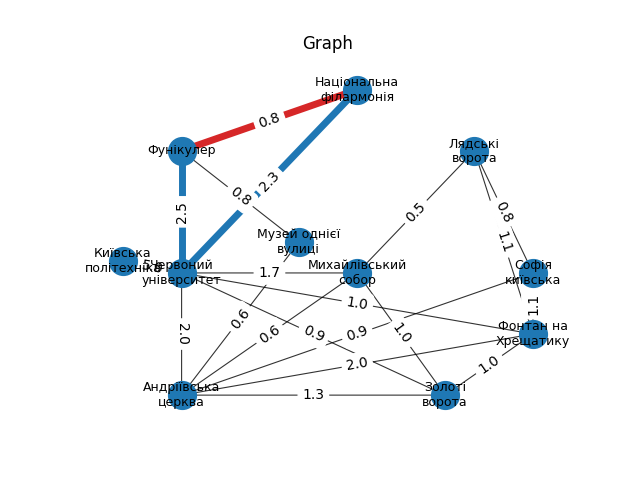 Graph
Національна
філармонія
0.8
Фунікулер
Лядські
ворота
2.3
0.8
2.5
0.5
0.8
Музей однієї
вулиці
1.1
Київська
політехніка
Червоний
університет
1.7
Михайлівський
собор
Софія
київська
1.0
1.1
0.6
0.6
0.9
0.9
1.0
2.0
Фонтан на
Хрещатику
2.0
1.0
Андріївська
церква
1.3
Золоті
ворота